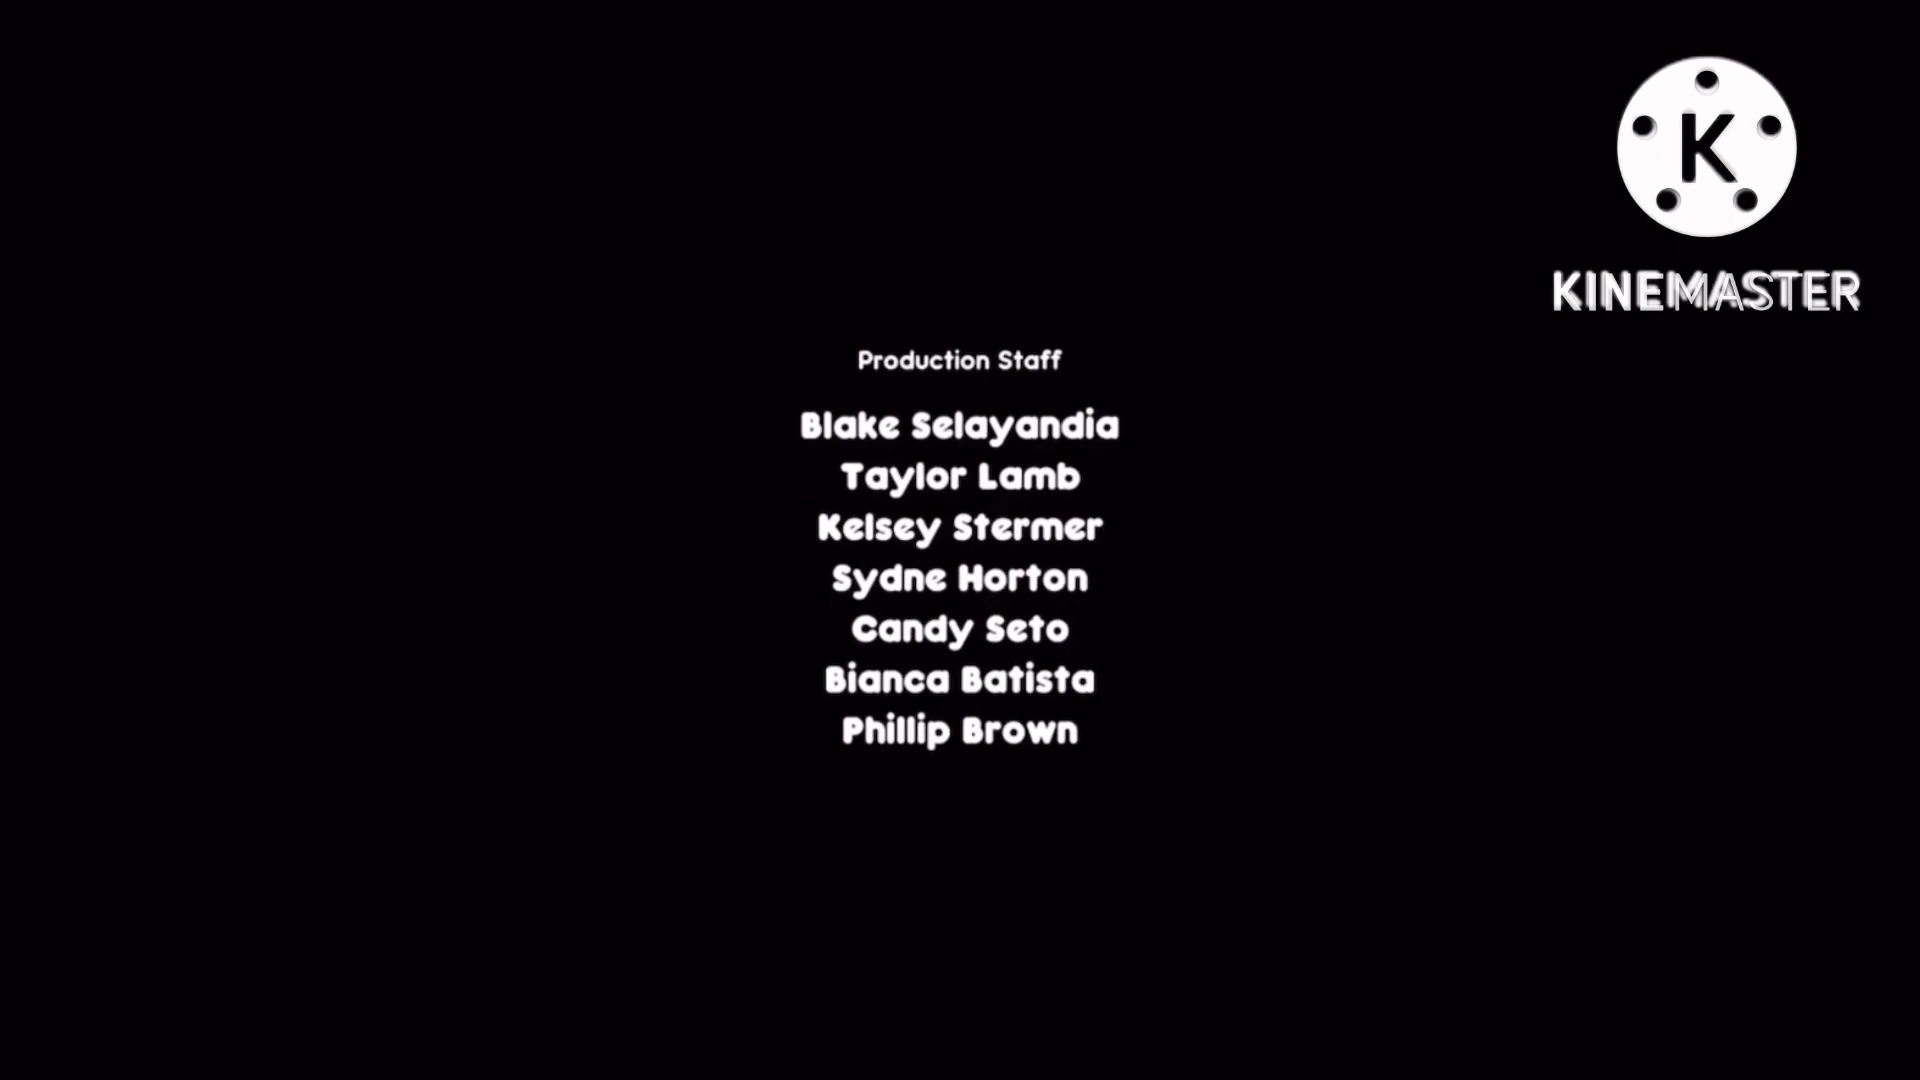 K
KINEMASTER
Production Staff
Blake Selayandia
Taylor Lamb
Kelsey Stermer
Sydne Horton
Candy Seto
Bianca Batista
Phillip Brown